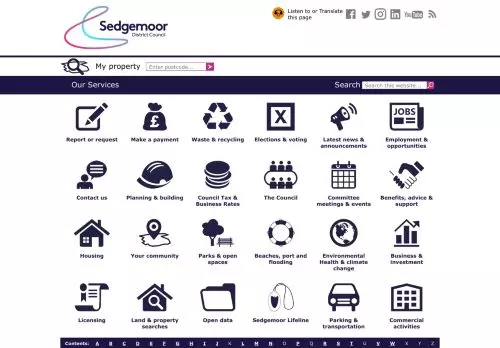 Sedgemoor
District Council
Listen to or Translate
this page
You Tube
My property
Enter postcode...
Our Services
Search
Search this website...
£
X
JOBS
Report or request
Make a payment
Waste & recycling
Elections & voting
Latest news &
announcements
Employment &
opportunities
Contact us
Planning & building
Council Tax &
Business Rates
The Council
Committee
meetings & events
Benefits, advice &
support
Housing
Your community
Parks & open
spaces
Beaches, port and
flooding
Environmental
Health & climate
change
Business &
Investment
Licensing
Land & property
searches
Open data
Sedgemoor Lifeline
Parking &
transportation
Commercial
activities
Contents: A B C D E F G H I J K L M N O P Q R S T U V W X Y Z